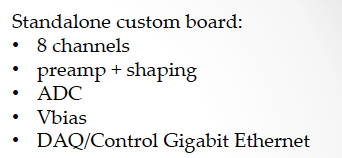 Standalone custom board:
• 8 channels
• preamp + shaping
• ADC
• Vbias
• DAQ/Control Gigabit Ethernet